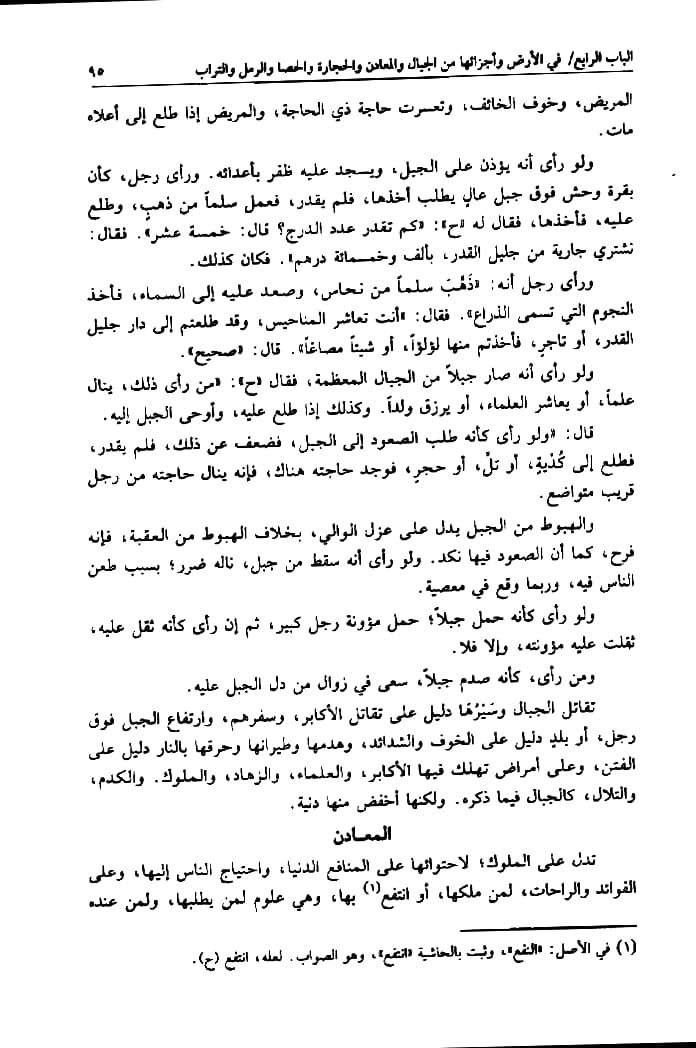 الباب الرابع/ في الأرض وأجزائها من الجبال والمعادن والحجارة والحصا والرمل والتراب ٩٥
المريض، وخوف الخائف، وتعسرت حاجة ذي الحاجة، والمريض إذا طلع إلى أعلاه
مات.
ولو رأى أنه يؤذن على الجبل، ويسجد عليه ظفر بأعدائه. ورأى رجل، كأن
بقرة وحش فوق جبل عالٍ يطلب أخذها، فلم يقدر، فعمل سلماً من ذهبٍ، وطلع
عليه، فأخذها، فقال له «ح»: «كم تقدر عدد الدرج؟ قال: خمسة عشر». فقال:
نشتري جارية من جليل القدر، بألف وخمسمائة درهم». فكان كذلك.
ورأى رجل أنه: «ذَهَّبَ سلماً من نحاس، وصعد عليه إلى السماء، فأخذ
النجوم التي تسمى الذراع». فقال: «أنت تعاشر المناحيس، وقد طلعتم إلى دار جليل
القدر، أو تاجرٍ، فأخذتم منها لؤلؤاً، أو شيئاً مصاغاً». قال: «صحيح».
ولو رأى أنه صار جبلاً من الجبال المعظمة، فقال «ح»: «من رأى ذلك، ينال
علماً، أو يعاشر العلماء، أو يرزق ولداً. وكذلك إذا طلع عليه، وأوحى الجبل إليه.
قال: «ولو رأى كأنه طلب الصعود إلى الجبل، فضعف عن ذلك، فلم يقدر،
فطلع إلى كُدْيةٍ، أو تلٍّ، أو حجرٍ، فوجد حاجته هناك، فإنه ينال حاجته من رجل
قريب متواضع.
والهبوط من الجبل يدل على عزل الوالي، بخلاف الهبوط من العقبة، فإنه
فرح، كما أن الصعود فيها نكد. ولو رأى أنه سقط من جبل، ناله ضرر؛ بسبب طعن
الناس فيه، وربما وقع في معصية.
ولو رأى كأنه حمل جبلاً؛ حمل مؤونة رجل كبير، ثم إن رأى كأنه ثقل عليه،
ثقلت عليه مؤونته، وإلا فلا.
ومن رأى، كأنه صدم جبلاً، سعى في زوال من دل الجبل عليه.
تقاتل الجبال وسَيْرُهَا دليل على تقاتل الأكابر، وسفرهم، وارتفاع الجبل فوق
رجل، أو بلدٍ دليل على الخوف والشدائد، وهدمها وطيرانها وحرقها بالنار دليل على
الفتن، وعلى أمراض تهلك فيها الأكابر، والعلماء، والزهاد، والملوك. والكدم،
والتلال، كالجبال فيما ذكره. ولكنها أخفض منها دنية.
المعادن
تدل على الملوك؛ لاحتوائها على المنافع الدنيا، واحتياج الناس إليها، وعلى
الفوائد والراحات، لمن ملكها، أو انتفع(١) بها، وهي علوم لمن يطلبها، ولمن عنده
(١) في الأصل: «النفع»، وثبت بالحاشية «انتفع»، وهو الصواب. لعله، انتفع (ح).